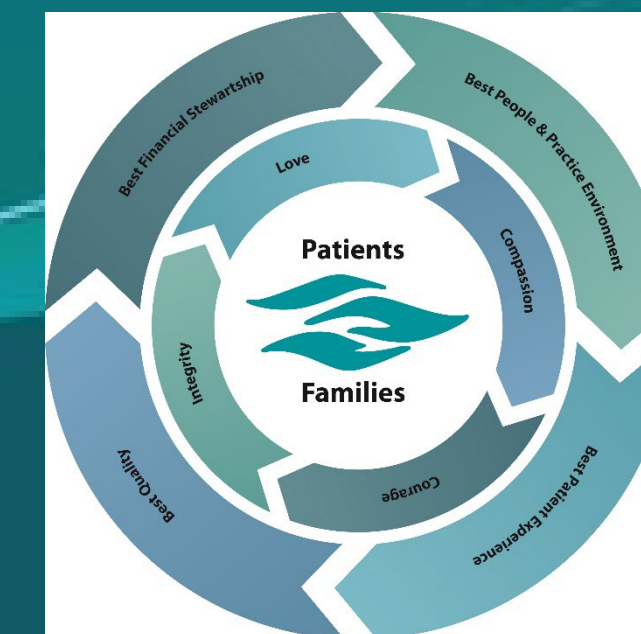 Best Financial Stewartship
Best People & Practice Environment
Love
Compassion
Patients
Families
Integrity
Courage
Best Quality
Best Patient Experience